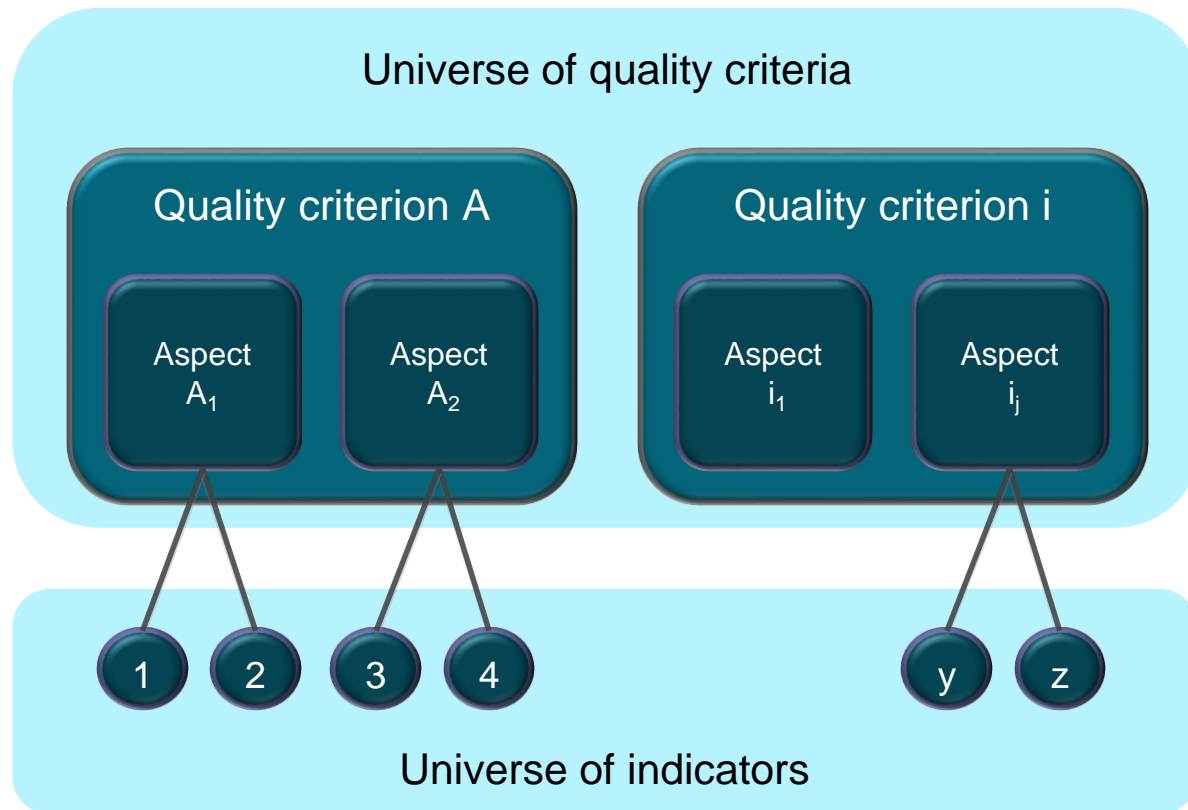 Universe of quality criteria
Quality criterion A
Quality criterion i
Aspect
A₁
Aspect
A₂
Aspect
i₁
Aspect
iⱼ
1
2
3
4
y
z
Universe of indicators